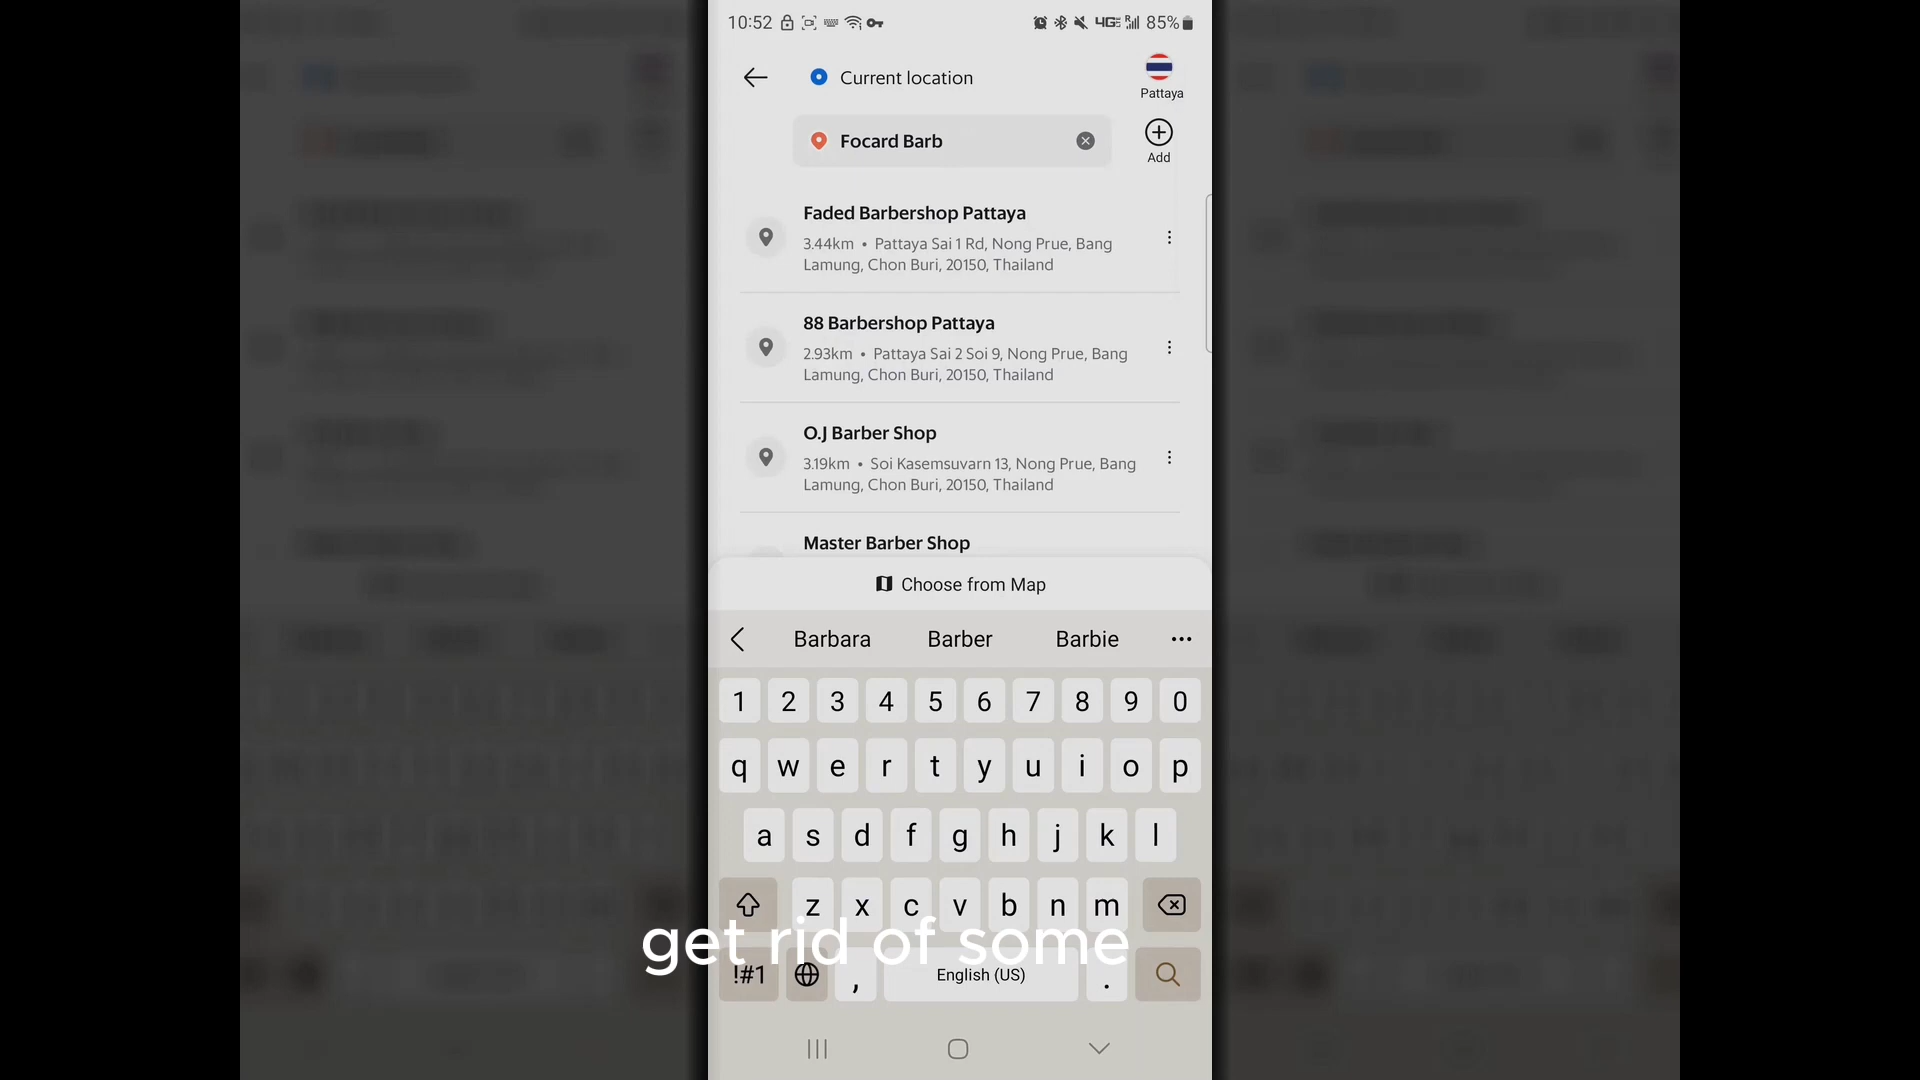 10:52 4GE 85%
Current location
Pattaya
Focard Barb
Add
Faded Barbershop Pattaya
3.44km • Pattaya Sai 1 Rd, Nong Prue, Bang
Lamung, Chon Buri, 20150, Thailand
88 Barbershop Pattaya
2.93km • Pattaya Sai 2 Soi 9, Nong Prue, Bang
Lamung, Chon Buri, 20150, Thailand
O.J Barber Shop
3.19km • Soi Kasemsuvarn 13, Nong Prue, Bang
Lamung, Chon Buri, 20150, Thailand
Master Barber Shop
Choose from Map
Barbara Barber Barbie
1 2 3 4 5 6 7 8 9 0
q w e r t y u i o p
a s d f g h j k l
z x c v b n m
get rid of some
!#1 , English (US) .